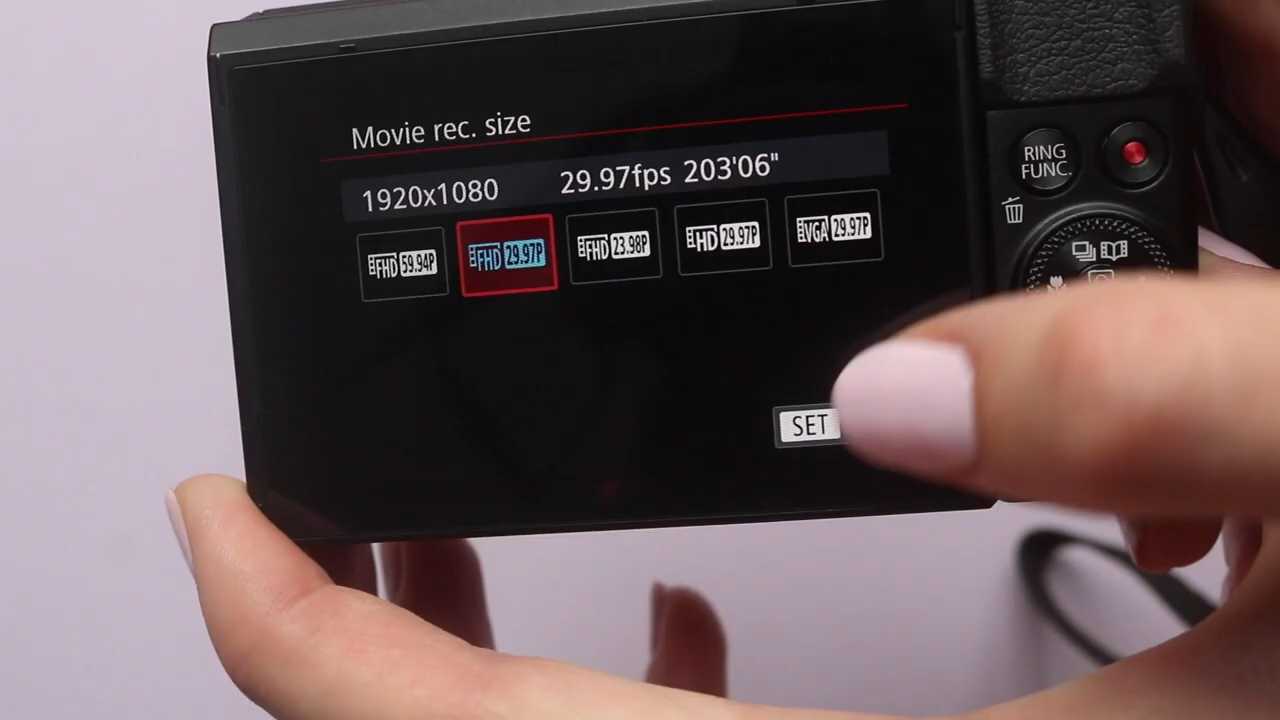 Movie rec. size
1920x1080 29.97fps 203'06"
FHD 59.94P FHD 29.97P FHD 23.98P HD 29.97P VGA 29.97P
SET
RING
FUNC.